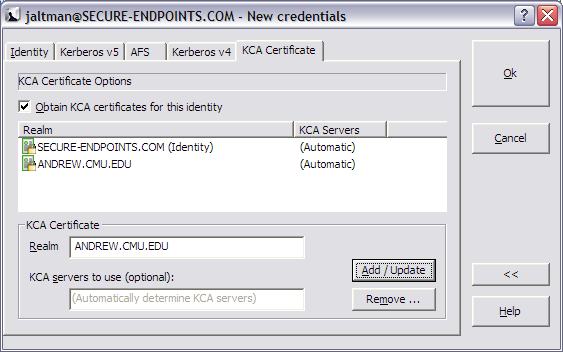 jaltman@SECURE-ENDPOINTS.COM - New credentials
Identity Kerberos v5 AFS Kerberos v4 KCA Certificate
KCA Certificate Options
Obtain KCA certificates for this identity
Realm KCA Servers
SECURE-ENDPOINTS.COM (Identity) (Automatic)
ANDREW.CMU.EDU (Automatic)
KCA Certificate
Realm ANDREW.CMU.EDU
KCA servers to use (optional):
(Automatically determine KCA servers)
Add / Update
Remove ...
Ok
Cancel
<<
Help